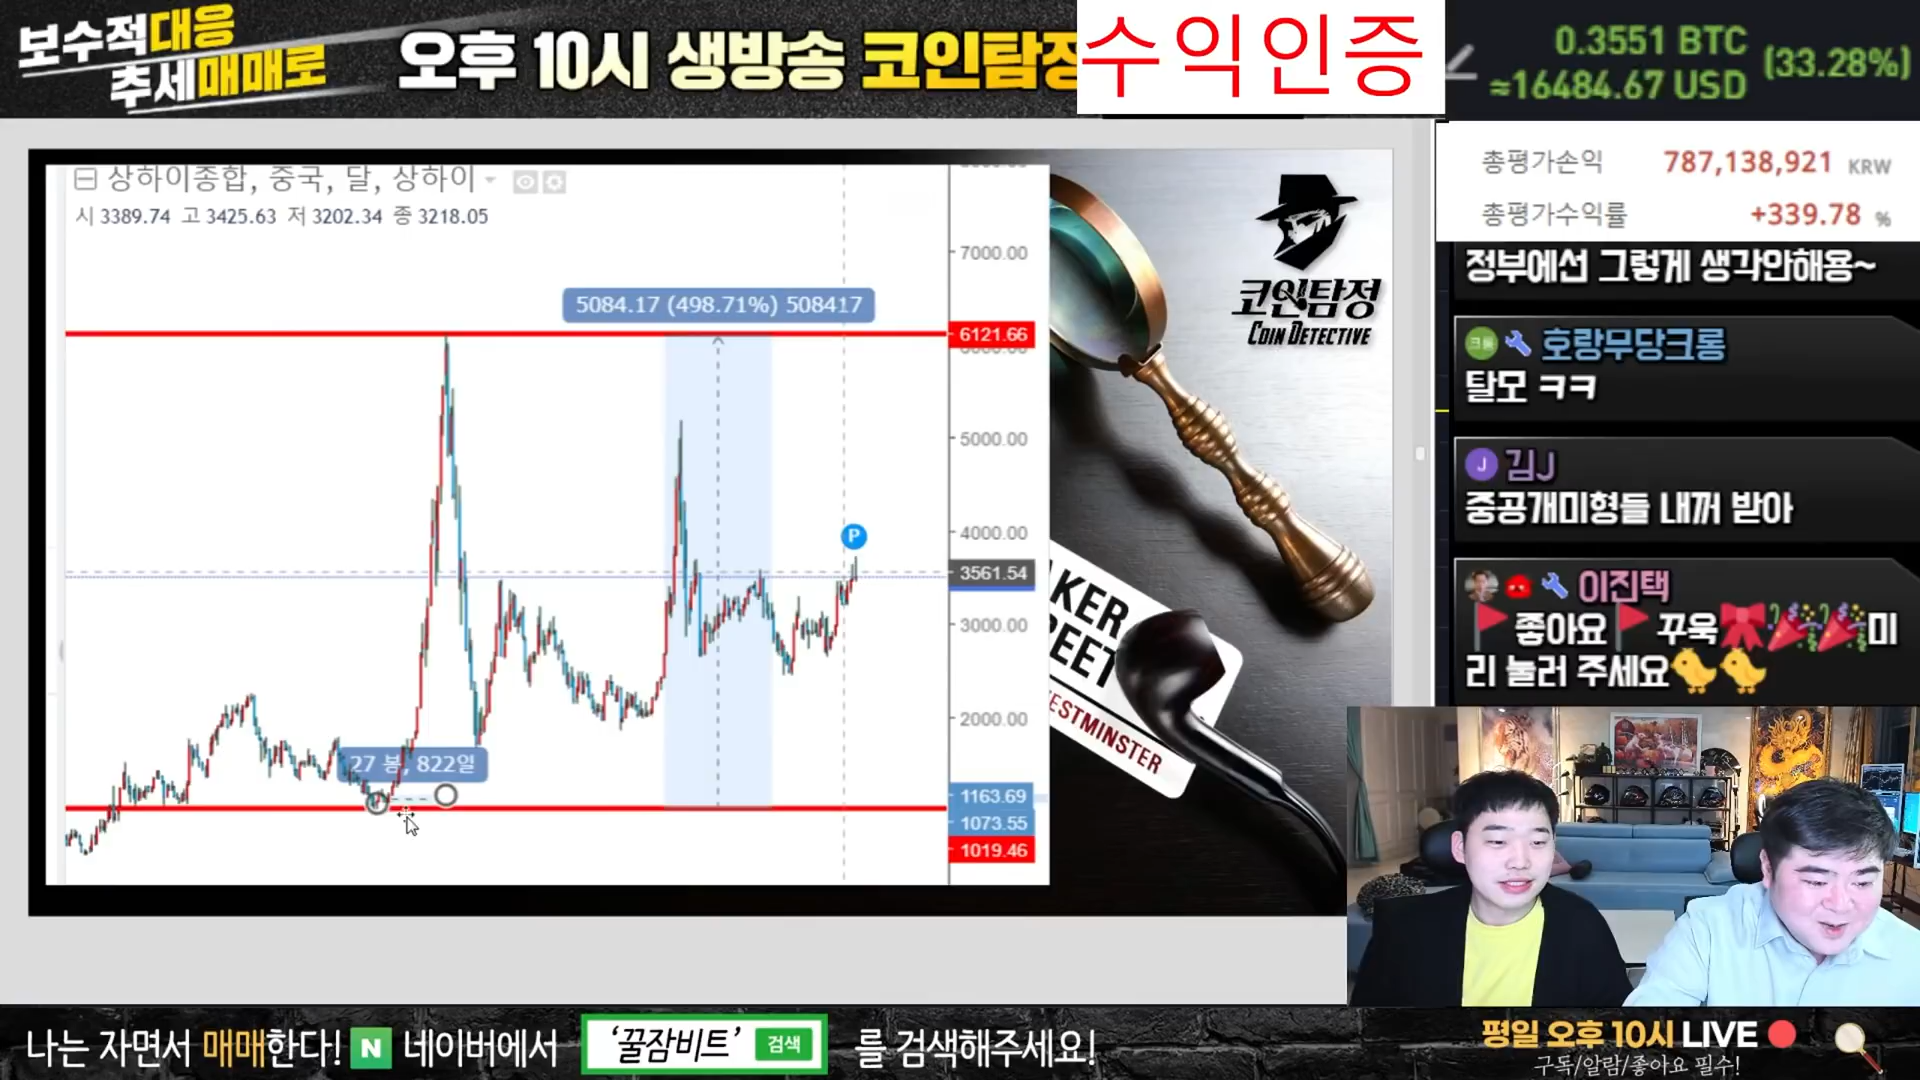 보수적대응
추세매매로
오후 10시 생방송 코인탐정
수익인증
0.3551 BTC
≈16484.67 USD
(33.28%)
총평가손익 787,138,921 KRW
총평가수익률 +339.78 %
상하이종합, 중국, 달, 상하이
시 3389.74 고 3425.63 저 3202.34 종 3218.05
7000.00
5084.17 (498.71%) 508417
6121.66
5000.00
4000.00
P
3561.54
3000.00
2000.00
27 봉, 822일
1163.69
1073.55
1019.46
코인탐정
COIN DETECTIVE
KER
EET
ESTMINSTER
정부에선 그렇게 생각안해용~
크롱
호랑무당크롱
탈모 ㅋㅋ
J
김J
중공개미형들 내꺼 받아
이진택
좋아요 꾸욱 미
리 눌러 주세요
나는 자면서 매매한다! N 네이버에서 '꿀잠비트' 검색 를 검색해주세요!
평일 오후 10시 LIVE
구독/알람/좋아요 필수!